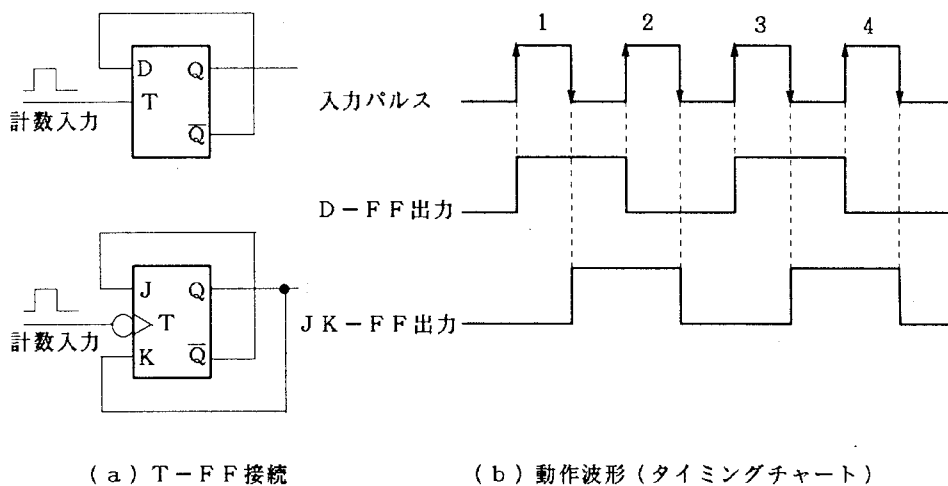 D Q
T
Q̅
計数入力
J Q
T
K Q̅
計数入力
(a) T-FF接続
1 2 3 4
入力パルス
D-FF出力
JK-FF出力
(b) 動作波形(タイミングチャート)